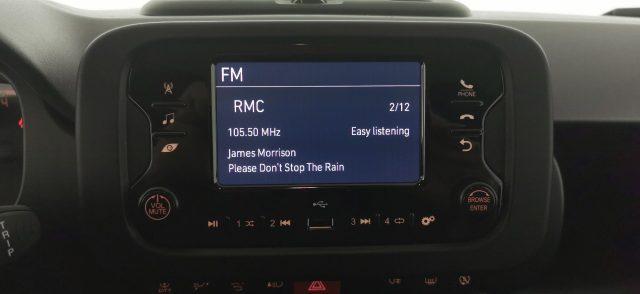 FM
RMC 2/12
105.50 MHz Easy listening
James Morrison
Please Don't Stop The Rain
PHONE
VOL
MUTE
BROWSE
ENTER
1 2 3 4
TRIP